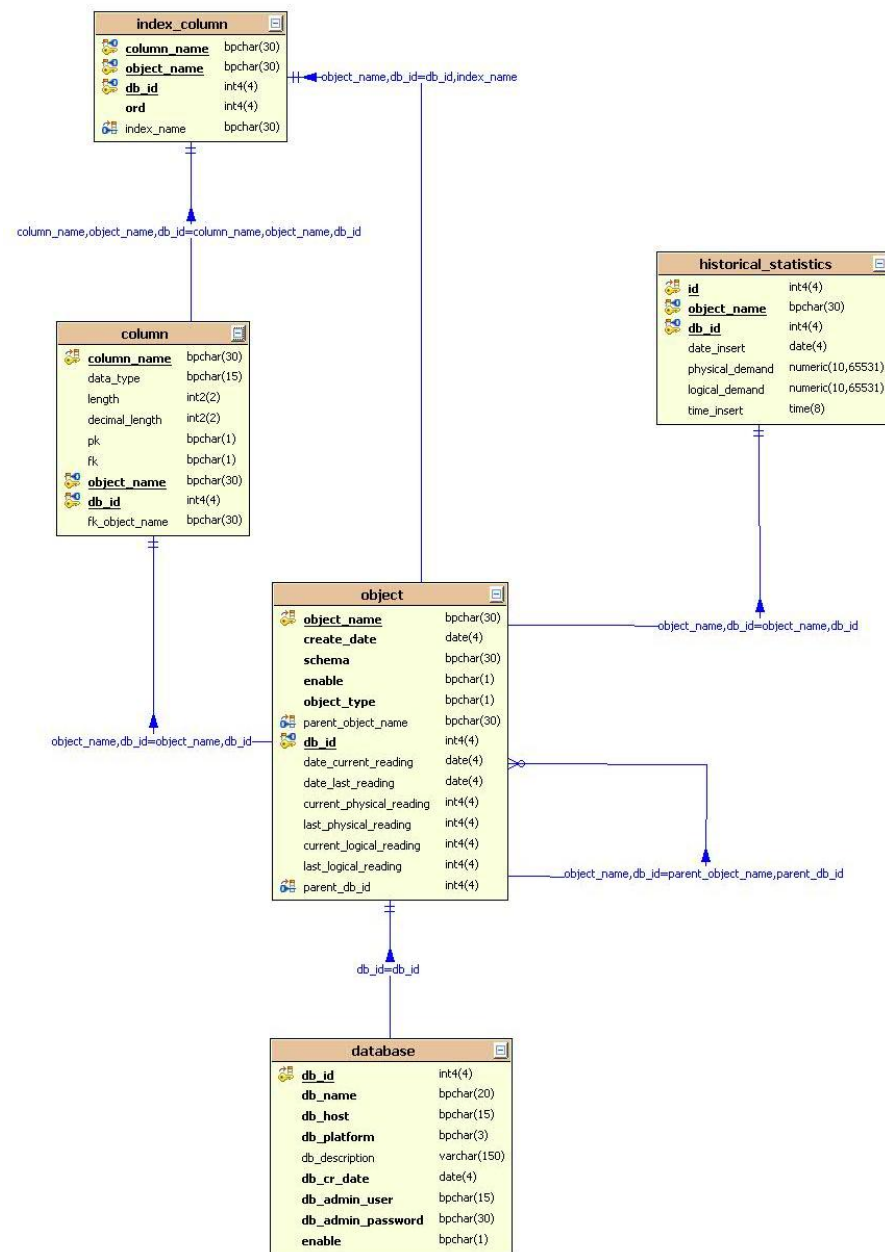 index_column
column_name bpchar(30)
object_name bpchar(30)
db_id int4(4)
ord int4(4)
index_name bpchar(30)
object_name,db_id=db_id,index_name
column_name,object_name,db_id=column_name,object_name,db_id
historical_statistics
id int4(4)
object_name bpchar(30)
db_id int4(4)
date_insert date(4)
physical_demand numeric(10,65531)
logical_demand numeric(10,65531)
time_insert time(8)
column
column_name bpchar(30)
data_type bpchar(15)
length int2(2)
decimal_length int2(2)
pk bpchar(1)
fk bpchar(1)
object_name bpchar(30)
db_id int4(4)
fk_object_name bpchar(30)
object
object_name bpchar(30)
create_date date(4)
schema bpchar(30)
enable bpchar(1)
object_type bpchar(1)
parent_object_name bpchar(30)
db_id int4(4)
date_current_reading date(4)
date_last_reading date(4)
current_physical_reading int4(4)
last_physical_reading int4(4)
current_logical_reading int4(4)
last_logical_reading int4(4)
parent_db_id int4(4)
object_name,db_id=object_name,db_id
object_name,db_id=object_name,db_id
object_name,db_id=parent_object_name,parent_db_id
db_id=db_id
database
db_id int4(4)
db_name bpchar(20)
db_host bpchar(15)
db_platform bpchar(3)
db_description varchar(150)
db_cr_date date(4)
db_admin_user bpchar(15)
db_admin_password bpchar(30)
enable bpchar(1)